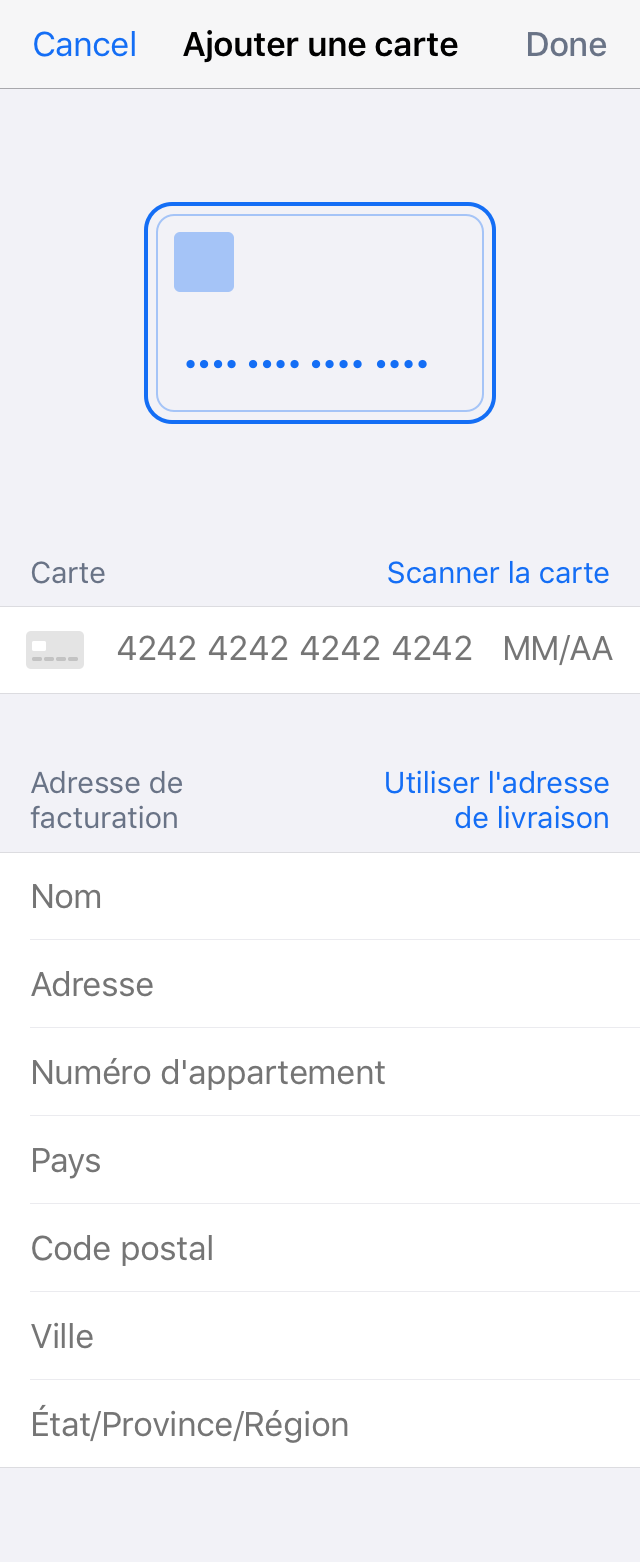 Cancel Ajouter une carte Done
•••• •••• •••• ••••
Carte Scanner la carte
4242 4242 4242 4242 MM/AA
Adresse de
facturation
Utiliser l'adresse
de livraison
Nom
Adresse
Numéro d'appartement
Pays
Code postal
Ville
État/Province/Région